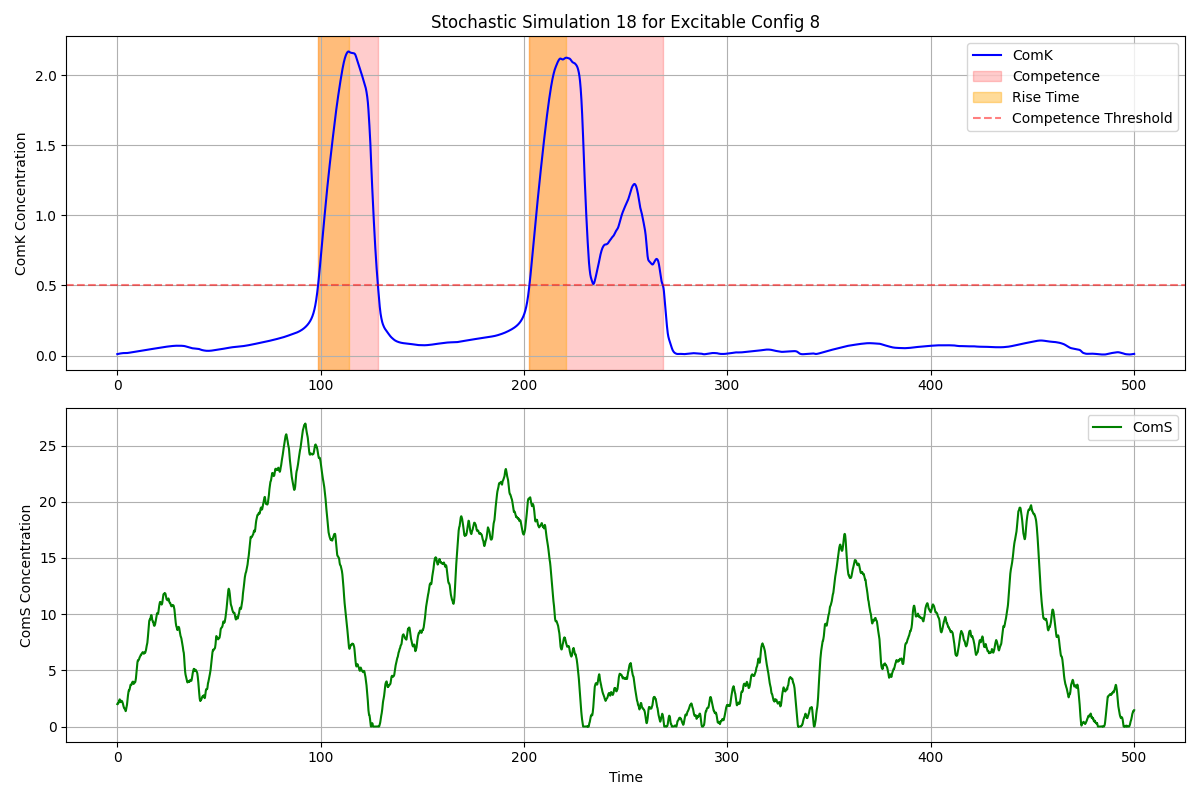 Stochastic Simulation 18 for Excitable Config 8
ComK Concentration
2.0
1.5
1.0
0.5
0.0
ComK
Competence
Rise Time
Competence Threshold
0
100
200
300
400
500
ComS Concentration
25
20
15
10
5
0
ComS
0
100
200
300
400
500
Time